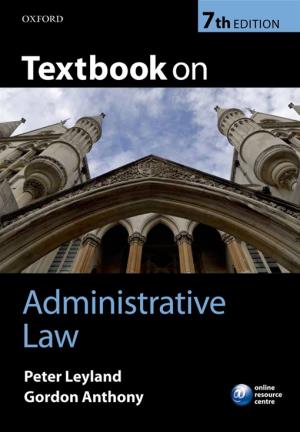 OXFORD
7th EDITION
Textbook on
Administrative
Law
Peter Leyland
Gordon Anthony
online
resource
centre